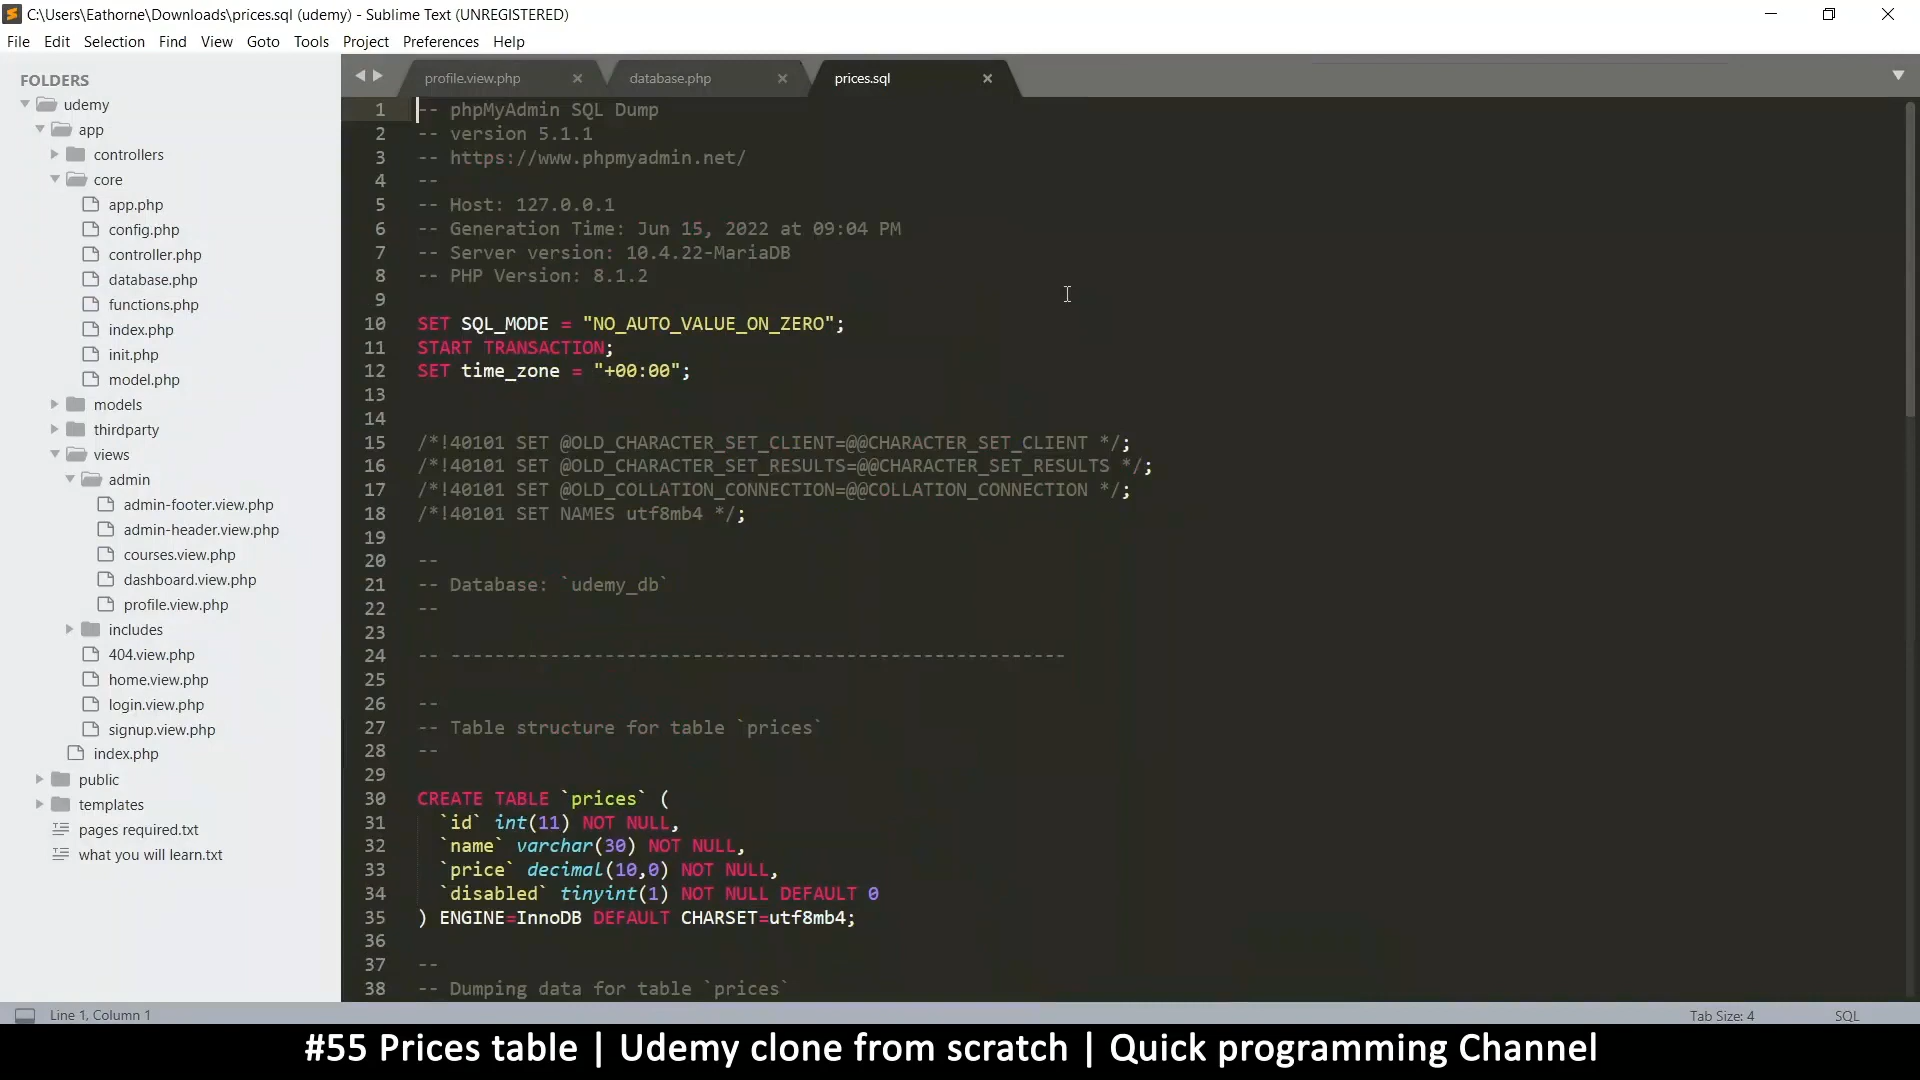 C:\Users\Eathorne\Downloads\prices.sql (udemy) - Sublime Text (UNREGISTERED)
File Edit Selection Find View Goto Tools Project Preferences Help
FOLDERS
udemy
app
controllers
core
app.php
config.php
controller.php
database.php
functions.php
index.php
init.php
model.php
models
thirdparty
views
admin
admin-footer.view.php
admin-header.view.php
courses.view.php
dashboard.view.php
profile.view.php
includes
404.view.php
home.view.php
login.view.php
signup.view.php
index.php
public
templates
pages required.txt
what you will learn.txt
profile.view.php database.php prices.sql
1 -- phpMyAdmin SQL Dump
2 -- version 5.1.1
3 -- https://www.phpmyadmin.net/
4 --
5 -- Host: 127.0.0.1
6 -- Generation Time: Jun 15, 2022 at 09:04 PM
7 -- Server version: 10.4.22-MariaDB
8 -- PHP Version: 8.1.2
9
10 SET SQL_MODE = "NO_AUTO_VALUE_ON_ZERO";
11 START TRANSACTION;
12 SET time_zone = "+00:00";
13
14
15 /*!40101 SET @OLD_CHARACTER_SET_CLIENT=@@CHARACTER_SET_CLIENT */;
16 /*!40101 SET @OLD_CHARACTER_SET_RESULTS=@@CHARACTER_SET_RESULTS */;
17 /*!40101 SET @OLD_COLLATION_CONNECTION=@@COLLATION_CONNECTION */;
18 /*!40101 SET NAMES utf8mb4 */;
19
20 --
21 -- Database: `udemy_db`
22 --
23
24 -- --------------------------------------------------------
25
26 --
27 -- Table structure for table `prices`
28 --
29
30 CREATE TABLE `prices` (
31 `id` int(11) NOT NULL,
32 `name` varchar(30) NOT NULL,
33 `price` decimal(10,0) NOT NULL,
34 `disabled` tinyint(1) NOT NULL DEFAULT 0
35 ) ENGINE=InnoDB DEFAULT CHARSET=utf8mb4;
36
37 --
38 -- Dumping data for table `prices`
Line 1, Column 1 Tab Size: 4 SQL
#55 Prices table | Udemy clone from scratch | Quick programming Channel